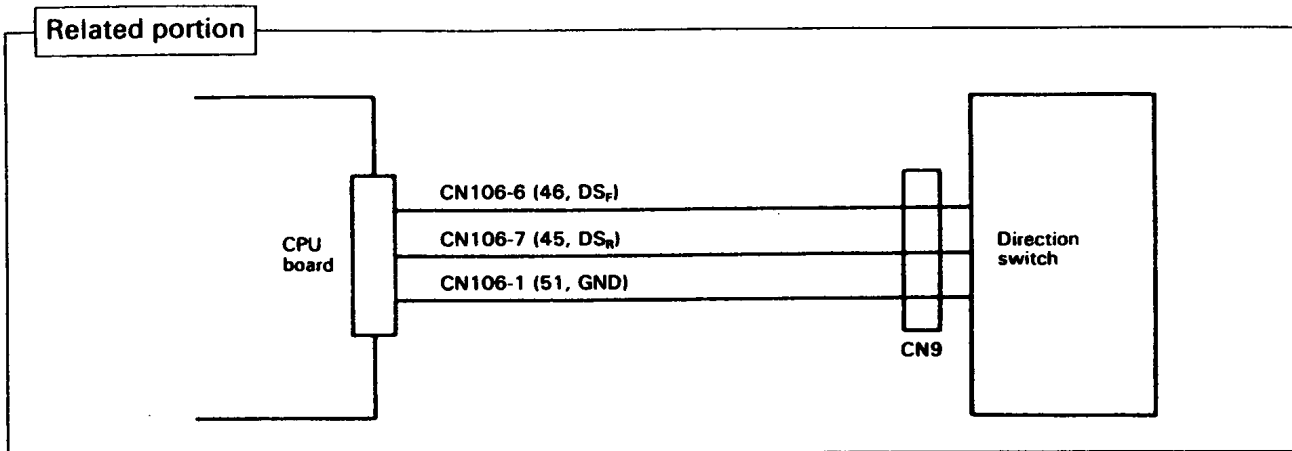 Related portion
CN106-6 (46, DSF)
CN106-7 (45, DSR)
CN106-1 (51, GND)
CPU
board
Direction
switch
CN9